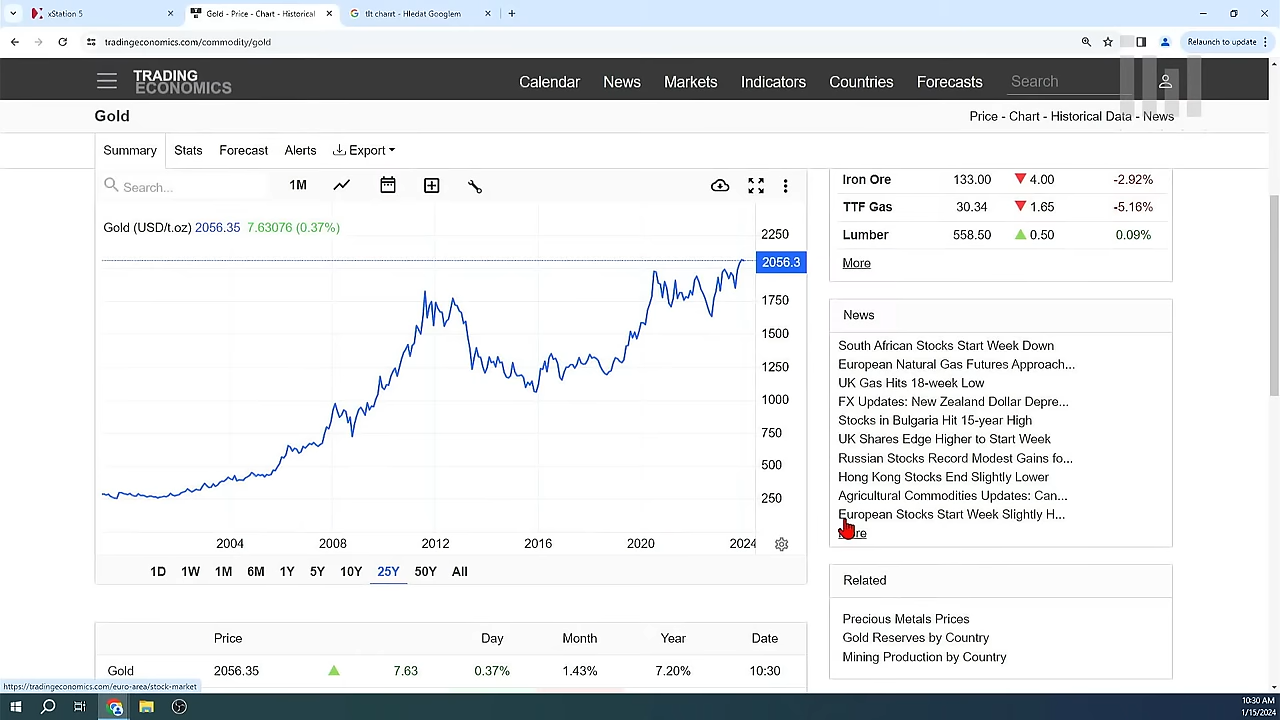 xStation 5
Gold - Price - Chart - Historical
tlt chart - Hledat Googlem
tradingeconomics.com/commodity/gold
Relaunch to update
TRADING
ECONOMICS
Calendar News Markets Indicators Countries Forecasts Search
Gold
Price - Chart - Historical Data - News
Summary Stats Forecast Alerts Export
Search...
1M
Gold (USD/t.oz) 2056.35 7.63076 (0.37%)
2250
2056.3
1750
1500
1250
1000
750
500
250
2004 2008 2012 2016 2020 2024
1D 1W 1M 6M 1Y 5Y 10Y 25Y 50Y All
Price Day Month Year Date
Gold 2056.35 7.63 0.37% 1.43% 7.20% 10:30
Iron Ore 133.00 4.00 -2.92%
TTF Gas 30.34 1.65 -5.16%
Lumber 558.50 0.50 0.09%
More
News
South African Stocks Start Week Down
European Natural Gas Futures Approach...
UK Gas Hits 18-week Low
FX Updates: New Zealand Dollar Depre...
Stocks in Bulgaria Hit 15-year High
UK Shares Edge Higher to Start Week
Russian Stocks Record Modest Gains fo...
Hong Kong Stocks End Slightly Lower
Agricultural Commodities Updates: Can...
European Stocks Start Week Slightly H...
More
Related
Precious Metals Prices
Gold Reserves by Country
Mining Production by Country
https://tradingeconomics.com/euro-area/stock-market
10:30 AM
1/15/2024